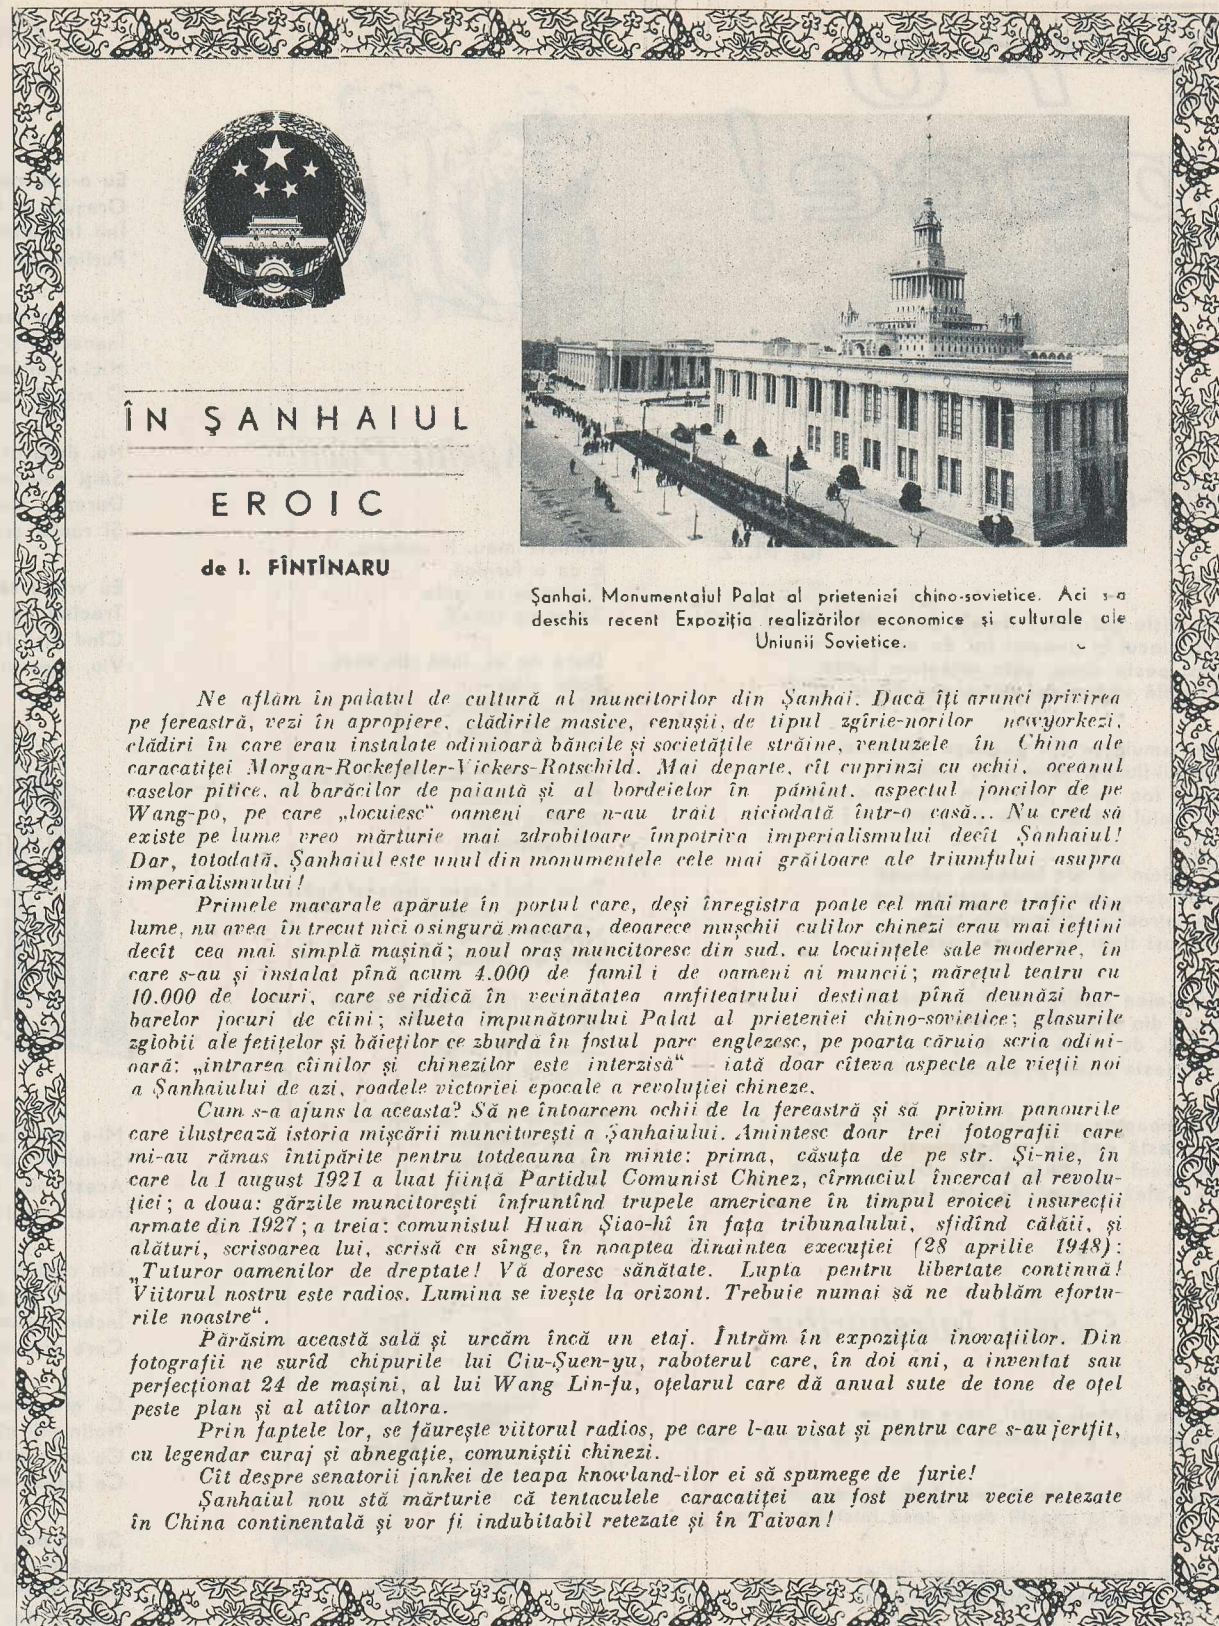 ÎN ŞANHAIUL
EROIC
de I. FÎNTÎNARU
Şanhai. Monumentalul Palat al prieteniei chino-sovietice. Aci s-a
deschis recent Expoziţia realizărilor economice şi culturale ale
Uniunii Sovietice.
Ne aflăm în palatul de cultură al muncitorilor din Şanhai. Dacă îţi arunci privirea
pe fereastră, vezi în apropiere, clădirile masive, cenuşii, de tipul zgîrie-norilor newyorkezi,
clădiri în care erau instalate odinioară băncile şi societăţile străine, ventuzele în China ale
caracatiţei Morgan-Rockefeller-Vickers-Rotschild. Mai departe, cît cuprinzi cu ochii, oceanul
caselor pitice, al barăcilor de paiantă şi al bordeielor în pămînt, aspectul joncilor de pe
Wang-po, pe care „locuiesc“ oameni care n-au trăit niciodată într-o casă... Nu cred să
existe pe lume vreo mărturie mai zdrobitoare împotriva imperialismului decît Şanhaiul!
Dar, totodată, Şanhaiul este unul din monumentele cele mai grăitoare ale triumfului asupra
imperialismului!
Primele macarale apărute în portul care, deşi înregistra poate cel mai mare trafic din
lume, nu avea în trecut nici o singură macara, deoarece muşchii culilor chinezi erau mai ieftini
decît cea mai simplă maşină; noul oraş muncitoresc din sud, cu locuinţele sale moderne, în
care s-au şi instalat pînă acum 4.000 de famil i de oameni ai muncii; măreţul teatru cu
10.000 de locuri, care se ridică în vecinătatea amfiteatrului destinat pînă deunăzi bar-
barelor jocuri de cîini; silueta impunătorului Palat al prieteniei chino-sovietice; glasurile
zglobii ale fetiţelor şi băieţilor ce zburdă în fostul parc englezesc, pe poarta căruia scria odini-
oară: „intrarea cîinilor şi chinezilor este interzisă“ — iată doar cîteva aspecte ale vieţii noi
a Şanhaiului de azi, roadele victoriei epocale a revoluţiei chineze.
Cum s-a ajuns la aceasta? Să ne întoarcem ochii de la fereastră şi să privim panourile
care ilustrează istoria mişcării muncitoreşti a Şanhaiului. Amintesc doar trei fotografii care
mi-au rămas întipărite pentru totdeauna în minte: prima, căsuţa de pe str. Şi-nie, în
care la 1 august 1921 a luat fiinţă Partidul Comunist Chinez, cîrmaciul încercat al revolu-
ţiei; a doua: gărzile muncitoreşti înfruntînd trupele americane în timpul eroicei insurecţii
armate din 1927; a treia: comunistul Huan Şiao-hî în faţa tribunalului, sfidînd călăii, şi
alături, scrisoarea lui, scrisă cu sînge, în noaptea dinaintea execuţiei (28 aprilie 1948):
„Tuturor oamenilor de dreptate! Vă doresc sănătate. Lupta pentru libertate continuă!
Viitorul nostru este radios. Lumina se iveşte la orizont. Trebuie numai să ne dublăm efortu-
rile noastre“.
Părăsim această sală şi urcăm încă un etaj. Întrăm în expoziţia inovaţiilor. Din
fotografii ne surîd chipurile lui Ciu-Şuen-yu, raboterul care, în doi ani, a inventat sau
perfecţionat 24 de maşini, al lui Wang Lin-fu, oţelarul care dă anual sute de tone de oţel
peste plan şi al atîtor altora.
Prin faptele lor, se făureşte viitorul radios, pe care l-au visat şi pentru care s-au jertfit,
cu legendar curaj şi abnegaţie, comuniştii chinezi.
Cît despre senatorii jankei de teapa knowland-ilor ei să spumege de furie!
Şanhaiul nou stă mărturie că tentaculele caracatiţei au fost pentru vecie retezate
în China continentală şi vor fi indubitabil retezate şi în Taivan!